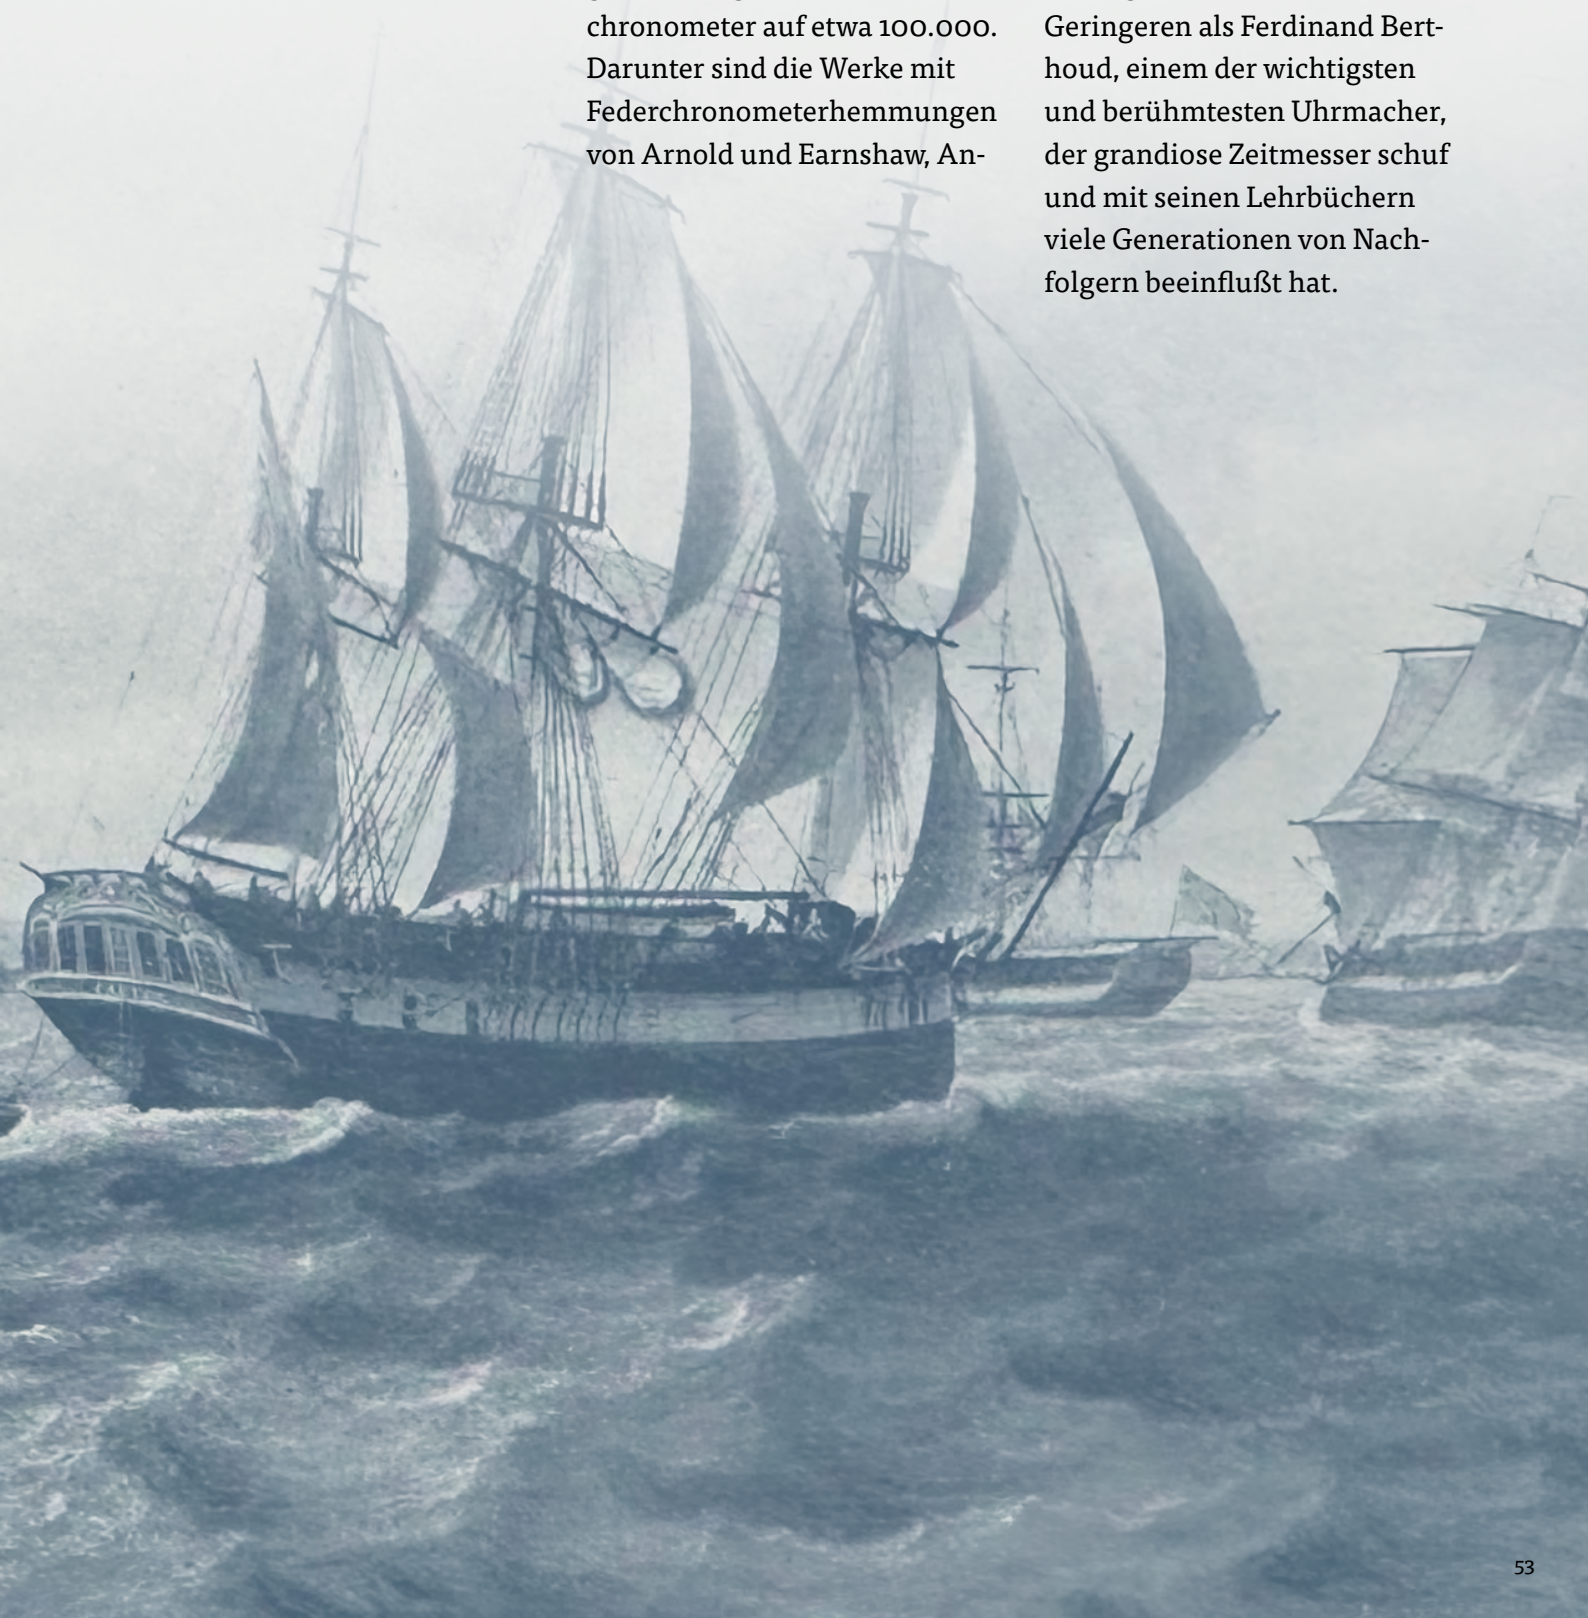 chronometer auf etwa 100.000.
Darunter sind die Werke mit
Federchronometerhemmungen
von Arnold und Earnshaw, An-
Geringeren als Ferdinand Bert-
houd, einem der wichtigsten
und berühmtesten Uhrmacher,
der grandiose Zeitmesser schuf
und mit seinen Lehrbüchern
viele Generationen von Nach-
folgern beeinflußt hat.
53